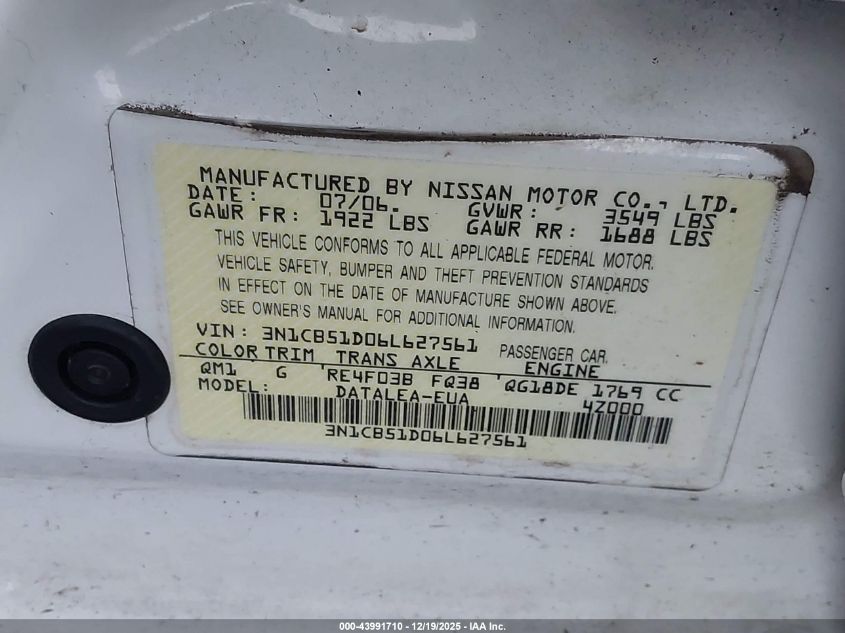 MANUFACTURED BY NISSAN MOTOR CO., LTD.
DATE: 07/06. GVWR: 3549 LBS
GAWR FR: 1922 LBS GAWR RR: 1688 LBS
THIS VEHICLE CONFORMS TO ALL APPLICABLE FEDERAL MOTOR.
VEHICLE SAFETY, BUMPER AND THEFT PREVENTION STANDARDS
IN EFFECT ON THE DATE OF MANUFACTURE SHOWN ABOVE.
SEE OWNER'S MANUAL FOR ADDITIONAL INFORMATION.
VIN: 3N1CB51D06L627561 PASSENGER CAR
COLOR TRIM TRANS AXLE ENGINE
QM1 G RE4F03B FQ38 QG18DE 1769 CC
MODEL: DATALEA-EUA 4Z000
3N1CB51D06L627561
000-43991710 - 12/19/2025 - IAA Inc.